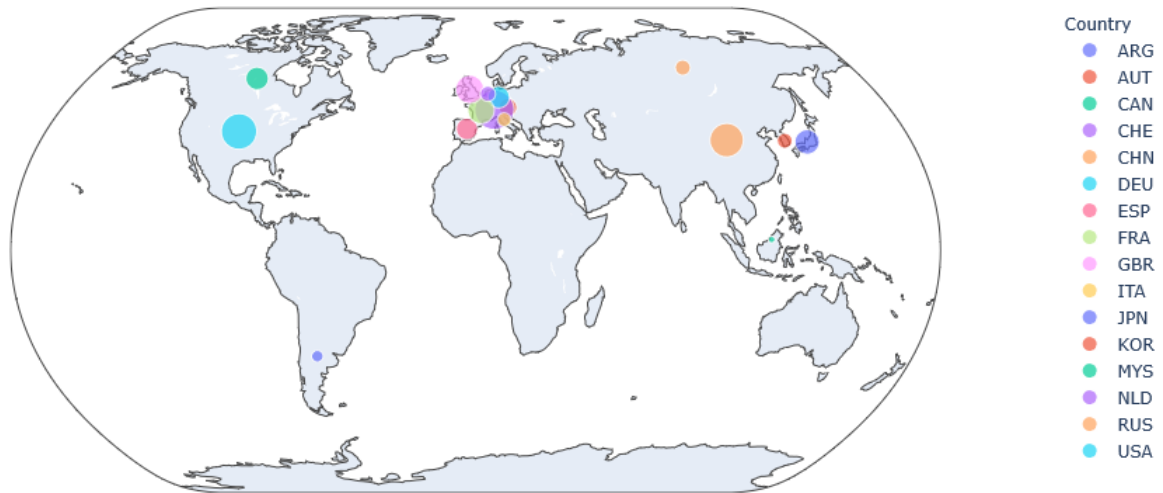 Country
ARG
AUT
CAN
CHE
CHN
DEU
ESP
FRA
GBR
ITA
JPN
KOR
MYS
NLD
RUS
USA